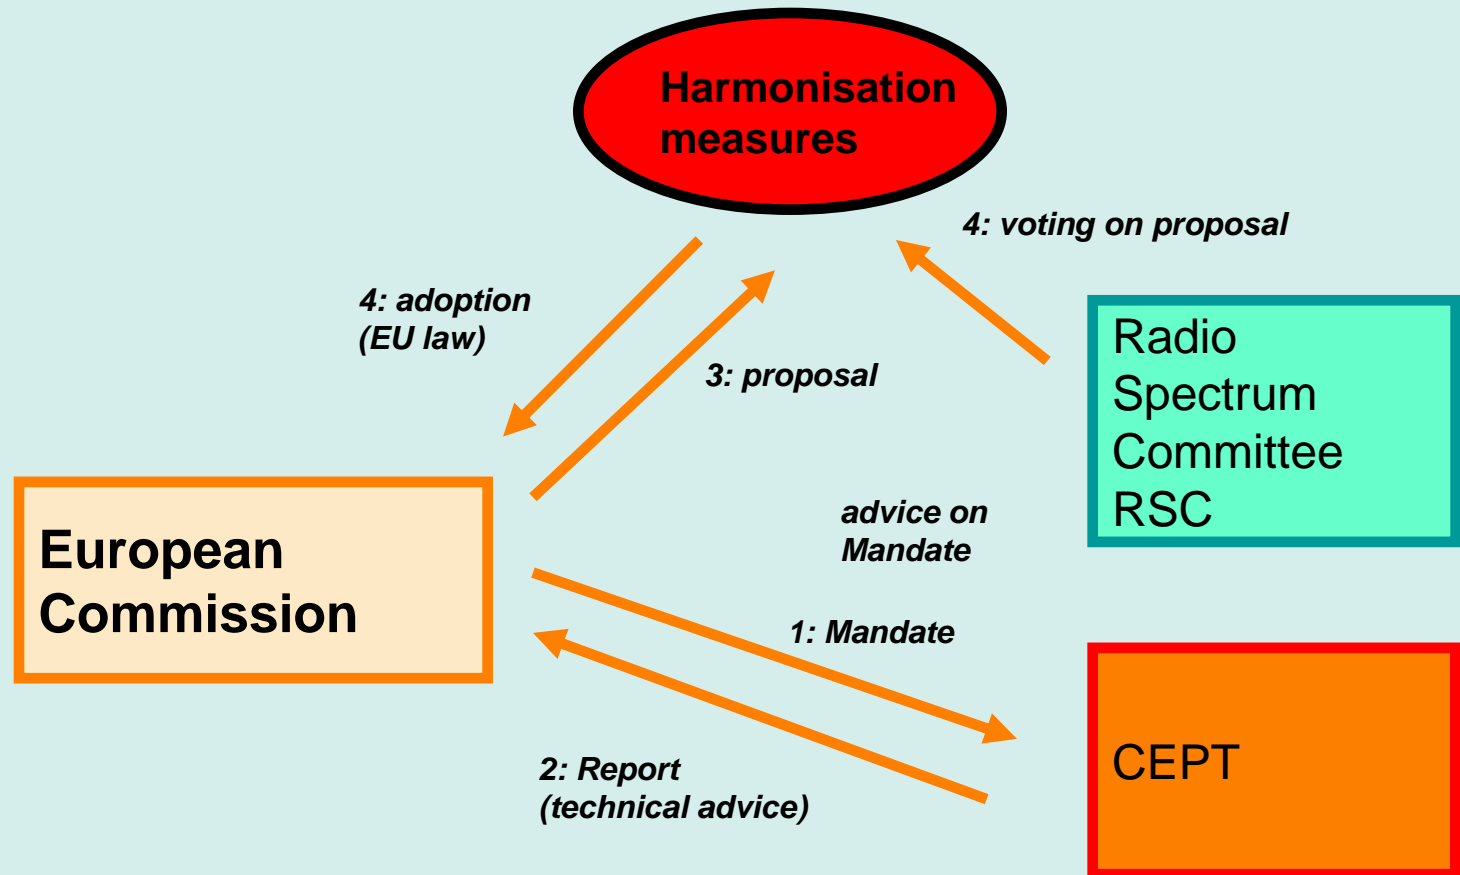 Harmonisation
measures
4: voting on proposal
4: adoption
(EU law)
3: proposal
Radio
Spectrum
Committee
RSC
advice on
Mandate
European
Commission
1: Mandate
2: Report
(technical advice)
CEPT